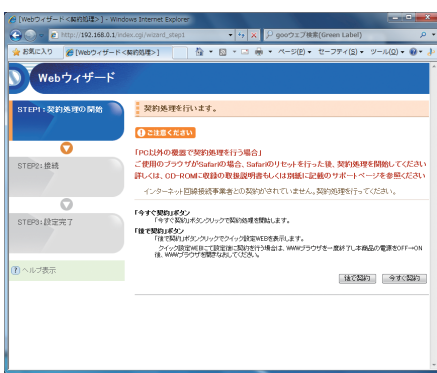 [Webウィザード<契約処理>] - Windows Internet Explorer
http://192.168.0.1/index.cgi/wizard_step1
gooウェブ検索(Green Label)
お気に入り
[Webウィザード<契約処理>]
ページ(P)
セーフティ(S)
ツール(O)
Webウィザード
STEP1:契約処理の開始
STEP2:接続
STEP3:設定完了
ヘルプ表示
契約処理を行います。
ご注意ください
「PC以外の機器で契約処理を行う場合」
ご使用のブラウザがSafariの場合、Safariのリセットを行った後、契約処理を開始してください
詳しくは、CD-ROMに収録の取扱説明書もしくは別紙に記載のサポートページを参照ください
インターネット回線接続事業者との契約がされていません。契約処理を行ってください。
「今すぐ契約」ボタン
「今すぐ契約」ボタンクリックで契約処理を開始します。
「後で契約」ボタン
「後で契約」ボタンクリックでクイック設定WEBを表示します。
クイック設定WEBにて設定後に契約を行う場合は、WWWブラウザを一度終了し本商品の電源をOFF→ON
後、WWWブラウザを開きなおしてください。
後で契約
今すぐ契約